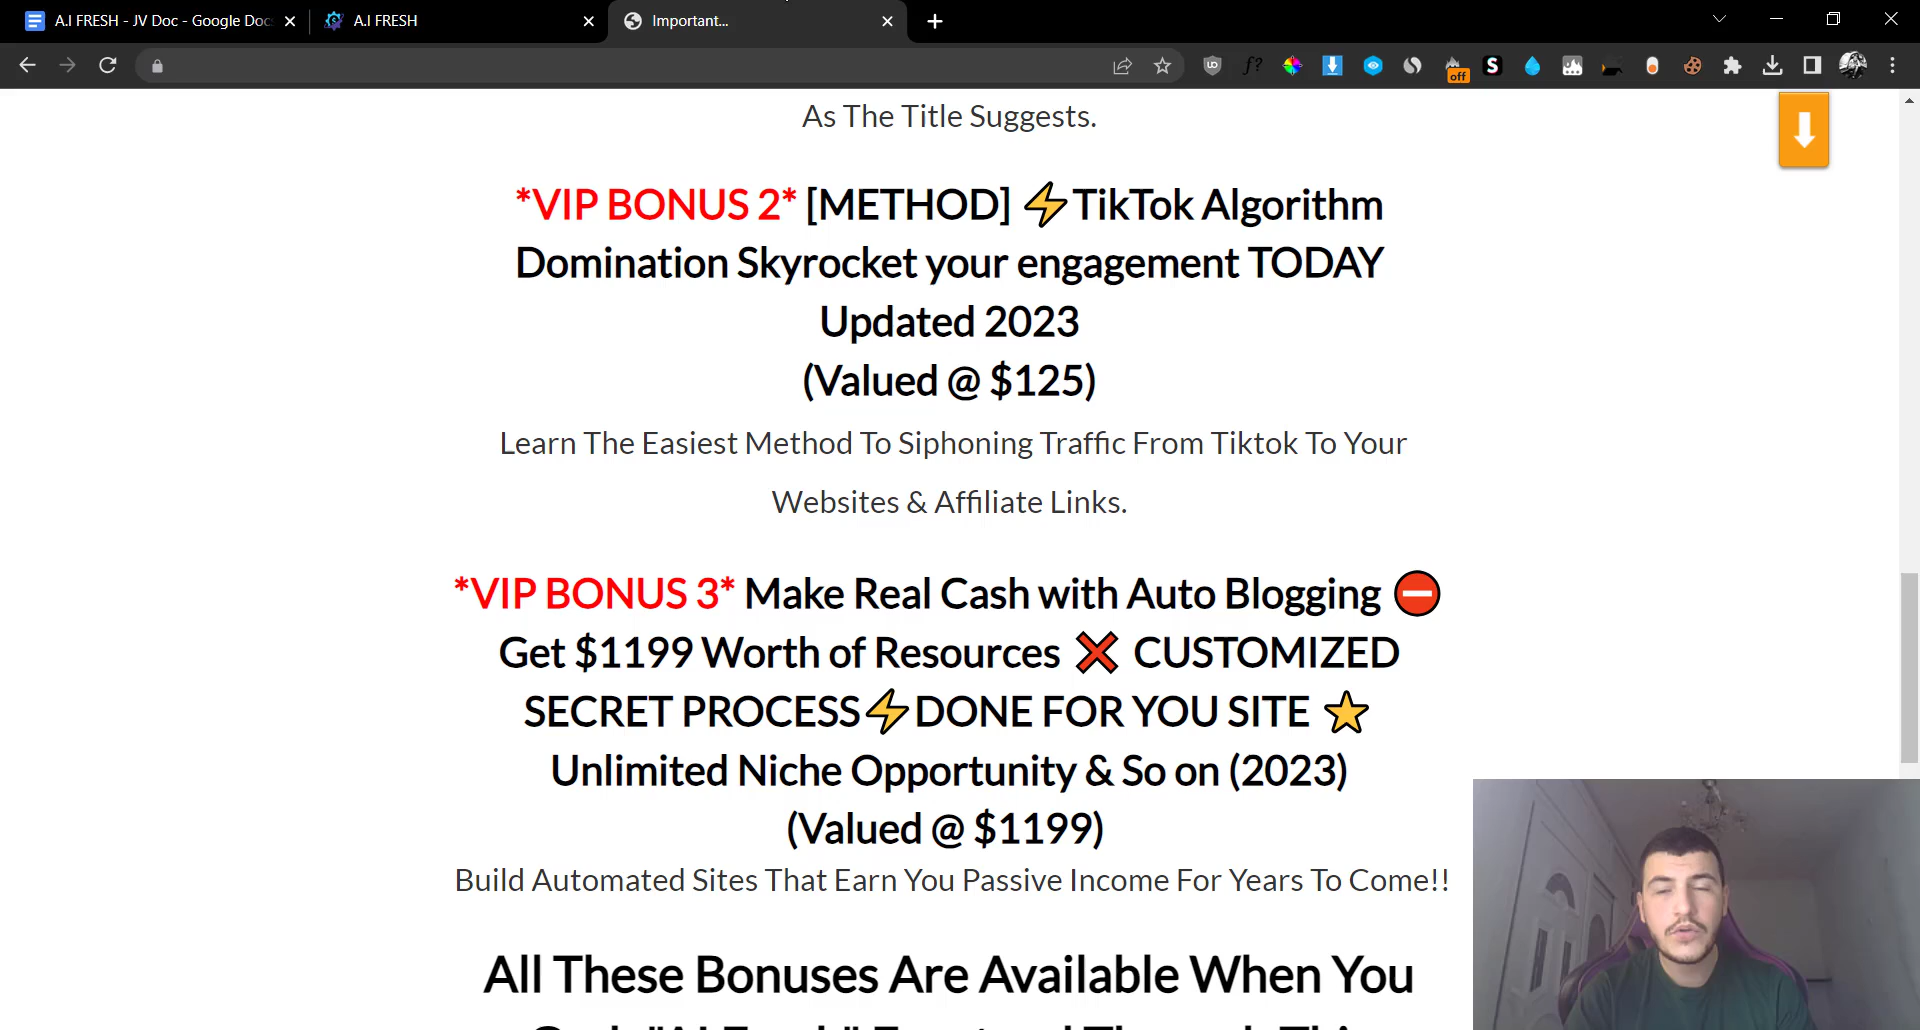 A.I FRESH - JV Doc - Google Doc
A.I FRESH
Important...
off
As The Title Suggests.
*VIP BONUS 2* [METHOD] ⚡TikTok Algorithm
Domination Skyrocket your engagement TODAY
Updated 2023
(Valued @ $125)
Learn The Easiest Method To Siphoning Traffic From Tiktok To Your
Websites & Affiliate Links.
*VIP BONUS 3* Make Real Cash with Auto Blogging ⛔
Get $1199 Worth of Resources ❌ CUSTOMIZED
SECRET PROCESS⚡DONE FOR YOU SITE ⭐
Unlimited Niche Opportunity & So on (2023)
(Valued @ $1199)
Build Automated Sites That Earn You Passive Income For Years To Come!!
All These Bonuses Are Available When You